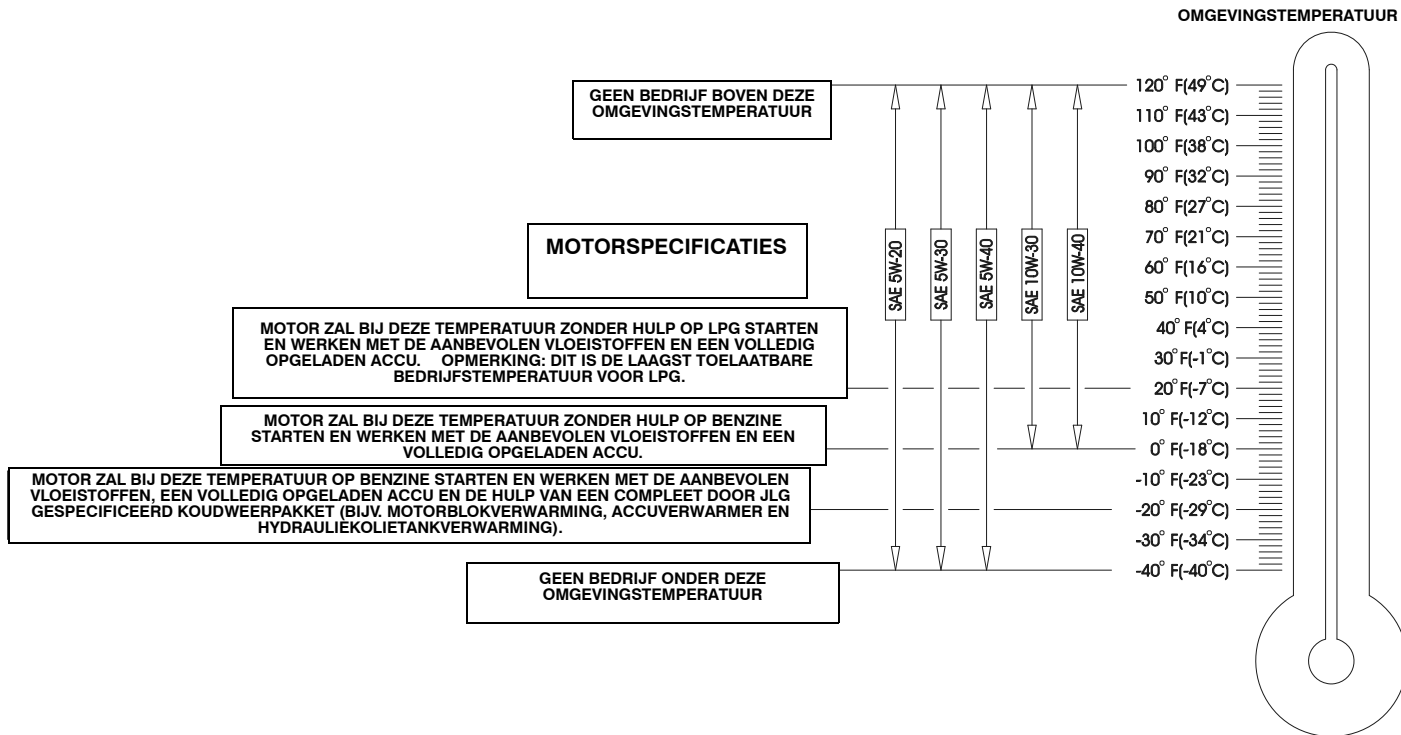 OMGEVINGSTEMPERATUUR
GEEN BEDRIJF BOVEN DEZE
OMGEVINGSTEMPERATUUR
120° F(49°C)
110° F(43°C)
100° F(38°C)
90° F(32°C)
80° F(27°C)
70° F(21°C)
60° F(16°C)
50° F(10°C)
40° F(4°C)
30°F(-1°C)
20°F(-7°C)
10° F(-12°C)
0° F(-18°C)
-10° F(-23°C)
-20° F(-29°C)
-30° F(-34°C)
-40° F(-40°C)
SAE 5W-20
SAE 5W-30
SAE 5W-40
SAE 10W-30
SAE 10W-40
MOTORSPECIFICATIES
MOTOR ZAL BIJ DEZE TEMPERATUUR ZONDER HULP OP LPG STARTEN
EN WERKEN MET DE AANBEVOLEN VLOEISTOFFEN EN EEN VOLLEDIG
OPGELADEN ACCU. OPMERKING: DIT IS DE LAAGST TOELAATBARE
BEDRIJFSTEMPERATUUR VOOR LPG.
MOTOR ZAL BIJ DEZE TEMPERATUUR ZONDER HULP OP BENZINE
STARTEN EN WERKEN MET DE AANBEVOLEN VLOEISTOFFEN EN EEN
VOLLEDIG OPGELADEN ACCU.
MOTOR ZAL BIJ DEZE TEMPERATUUR OP BENZINE STARTEN EN WERKEN MET DE AANBEVOLEN
VLOEISTOFFEN, EEN VOLLEDIG OPGELADEN ACCU EN DE HULP VAN EEN COMPLEET DOOR JLG
GESPECIFICEERD KOUDWEERPAKKET (BIJV. MOTORBLOKVERWARMING, ACCUVERWARMER EN
HYDRAULIEKOLIETANKVERWARMING).
GEEN BEDRIJF ONDER DEZE
OMGEVINGSTEMPERATUUR